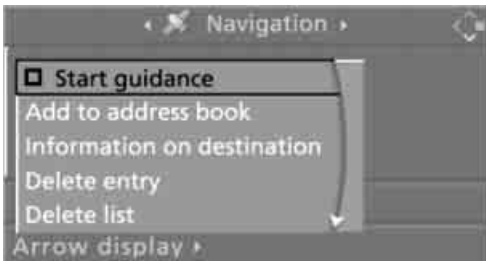 Navigation
Start guidance
Add to address book
Information on destination
Delete entry
Delete list
Arrow display